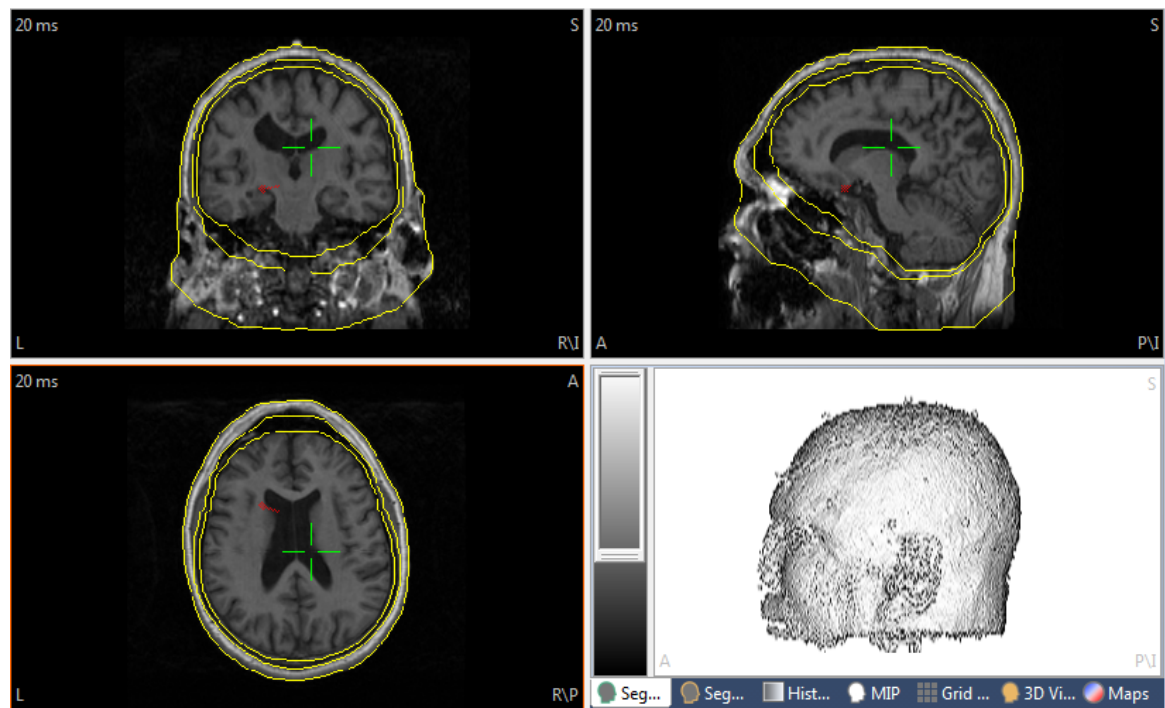 20 ms S
L R\I
20 ms S
A P\I
20 ms A
L R\P
S
A P\I
Seg... Seg... Hist... MIP Grid ... 3D Vi... Maps